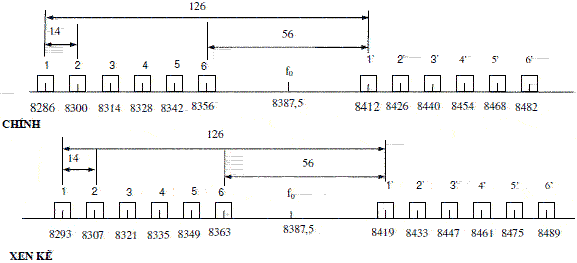 126
14
56
1 2 3 4 5 6 f₀ 1' 2' 3' 4' 5' 6'
8286 8300 8314 8328 8342 8356 8387,5 8412 8426 8440 8454 8468 8482
CHÍNH
126
14
56
1 2 3 4 5 6 f₀ 1' 2' 3' 4' 5' 6'
8293 8307 8321 8335 8349 8363 8387,5 8419 8433 8447 8461 8475 8489
XEN KẼ